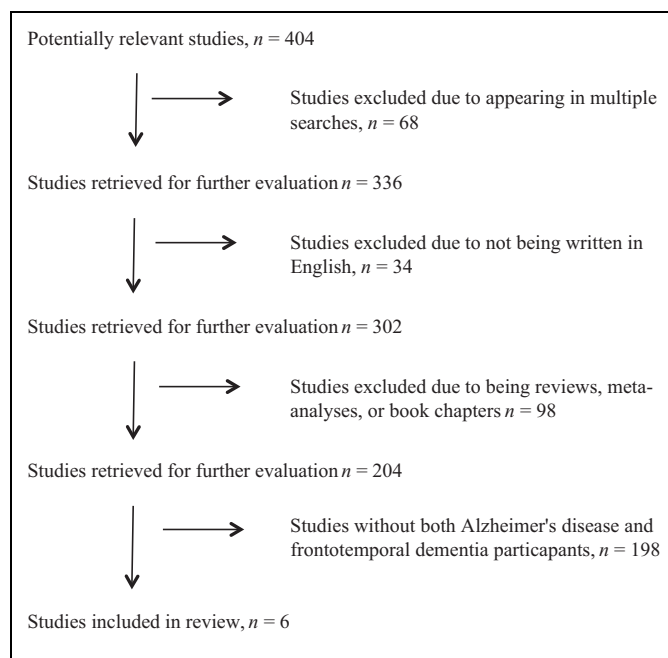 Potentially relevant studies, n = 404
Studies excluded due to appearing in multiple
searches, n = 68
Studies retrieved for further evaluation n = 336
Studies excluded due to not being written in
English, n = 34
Studies retrieved for further evaluation n = 302
Studies excluded due to being reviews, meta-
analyses, or book chapters n = 98
Studies retrieved for further evaluation n = 204
Studies without both Alzheimer's disease and
frontotemporal dementia particapants, n = 198
Studies included in review, n = 6